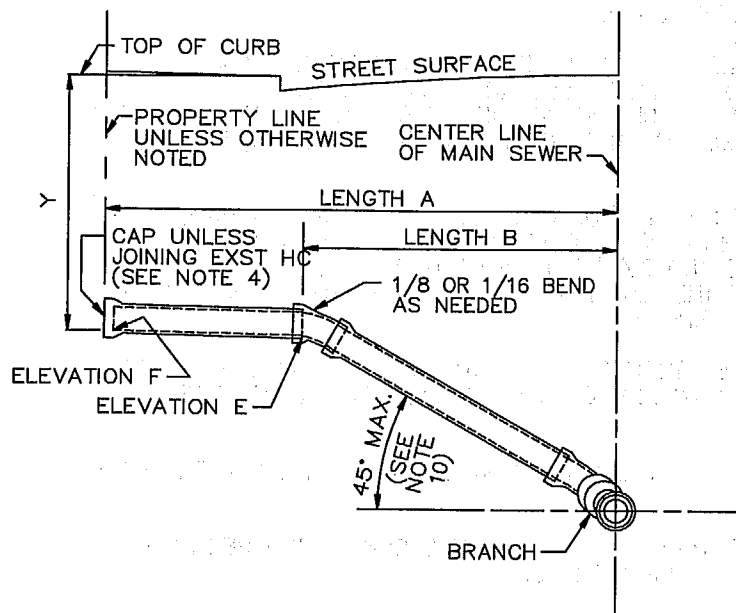 TOP OF CURB
STREET SURFACE
PROPERTY LINE
UNLESS OTHERWISE
NOTED
CENTER LINE
OF MAIN SEWER
Y
LENGTH A
LENGTH B
CAP UNLESS
JOINING EXST HC
(SEE NOTE 4)
1/8 OR 1/16 BEND
AS NEEDED
ELEVATION F
ELEVATION E
45° MAX.
(SEE
NOTE
10)
BRANCH